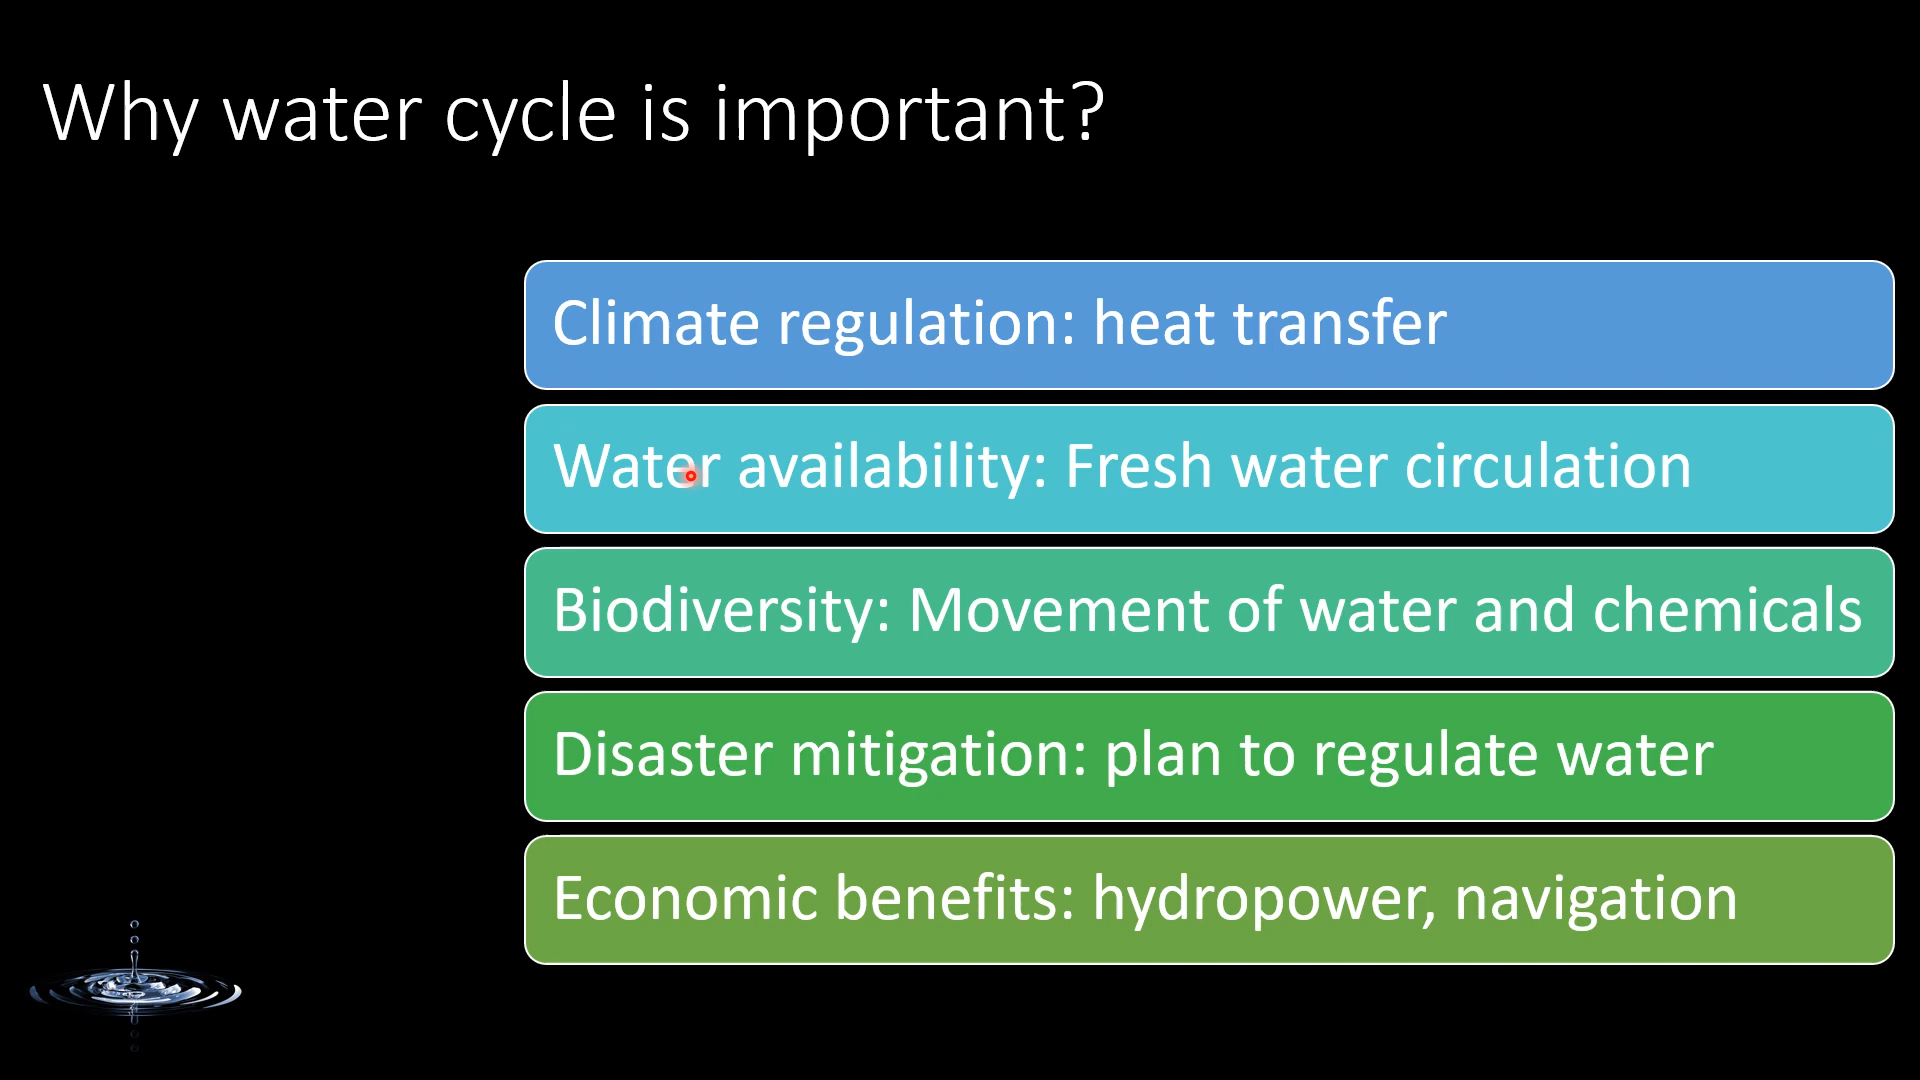 Why water cycle is important?
Climate regulation: heat transfer
Water availability: Fresh water circulation
Biodiversity: Movement of water and chemicals
Disaster mitigation: plan to regulate water
Economic benefits: hydropower, navigation